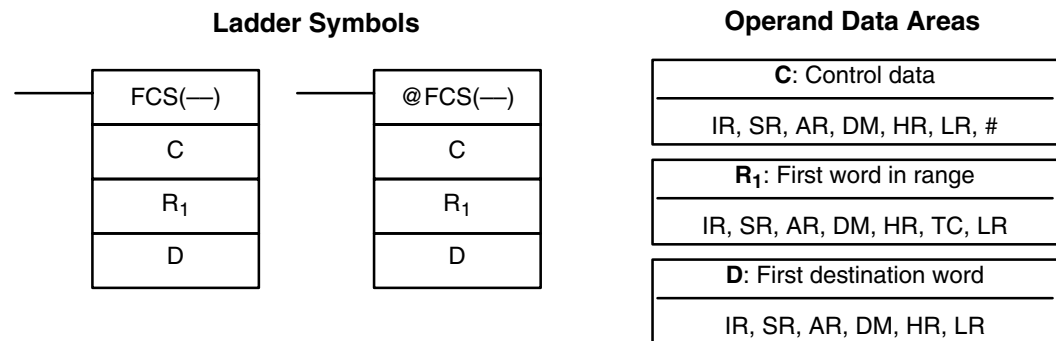 Ladder Symbols
FCS(––)
C
R1
D
@FCS(––)
C
R1
D
Operand Data Areas
C: Control data
IR, SR, AR, DM, HR, LR, #
R1: First word in range
IR, SR, AR, DM, HR, TC, LR
D: First destination word
IR, SR, AR, DM, HR, LR